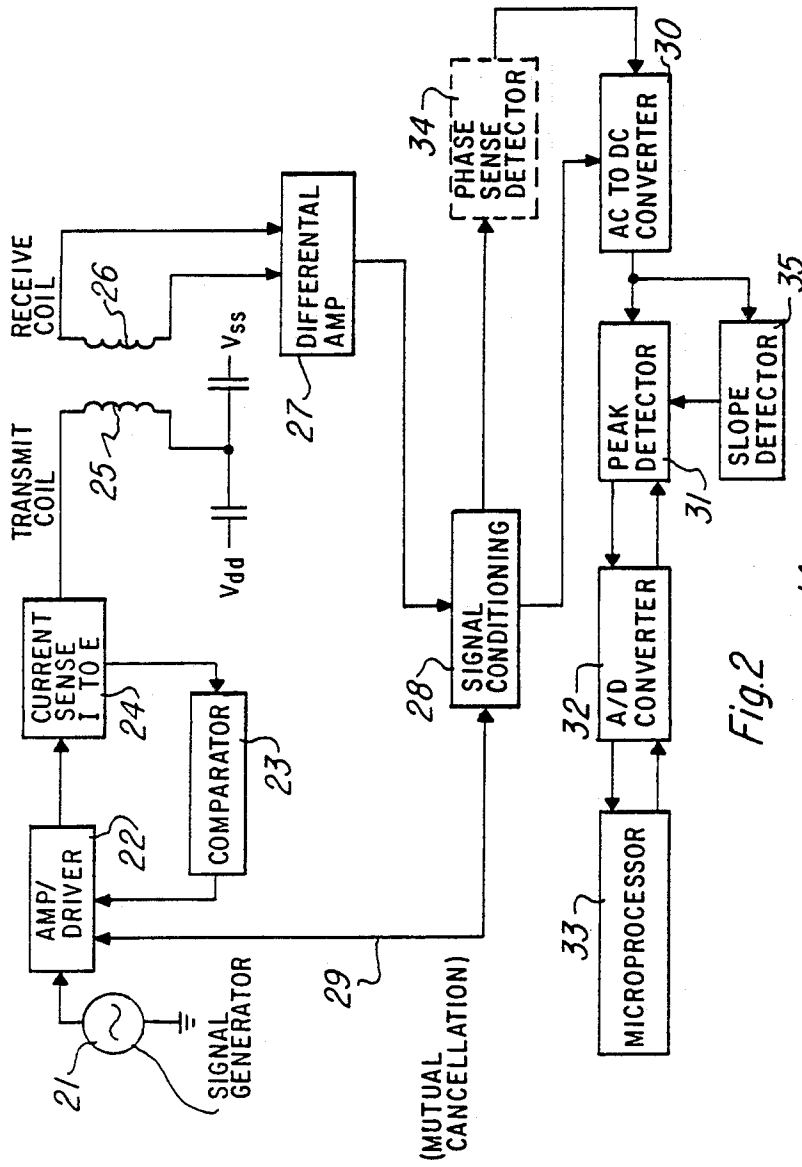 RECEIVE
COIL
26
TRANSMIT
COIL
25
Vss
Vdd
CURRENT
SENSE
I TO E
24
AMP/
DRIVER
22
COMPARATOR
23
21
SIGNAL
GENERATOR
DIFFERENTAL
AMP
27
29
(MUTUAL
CANCELLATION)
SIGNAL
CONDITIONING
28
34
PHASE
SENSE
DETECTOR
AC TO DC
CONVERTER
30
PEAK
DETECTOR
31
SLOPE
DETECTOR
35
A/D
CONVERTER
32
MICROPROCESSOR
33
Fig.2